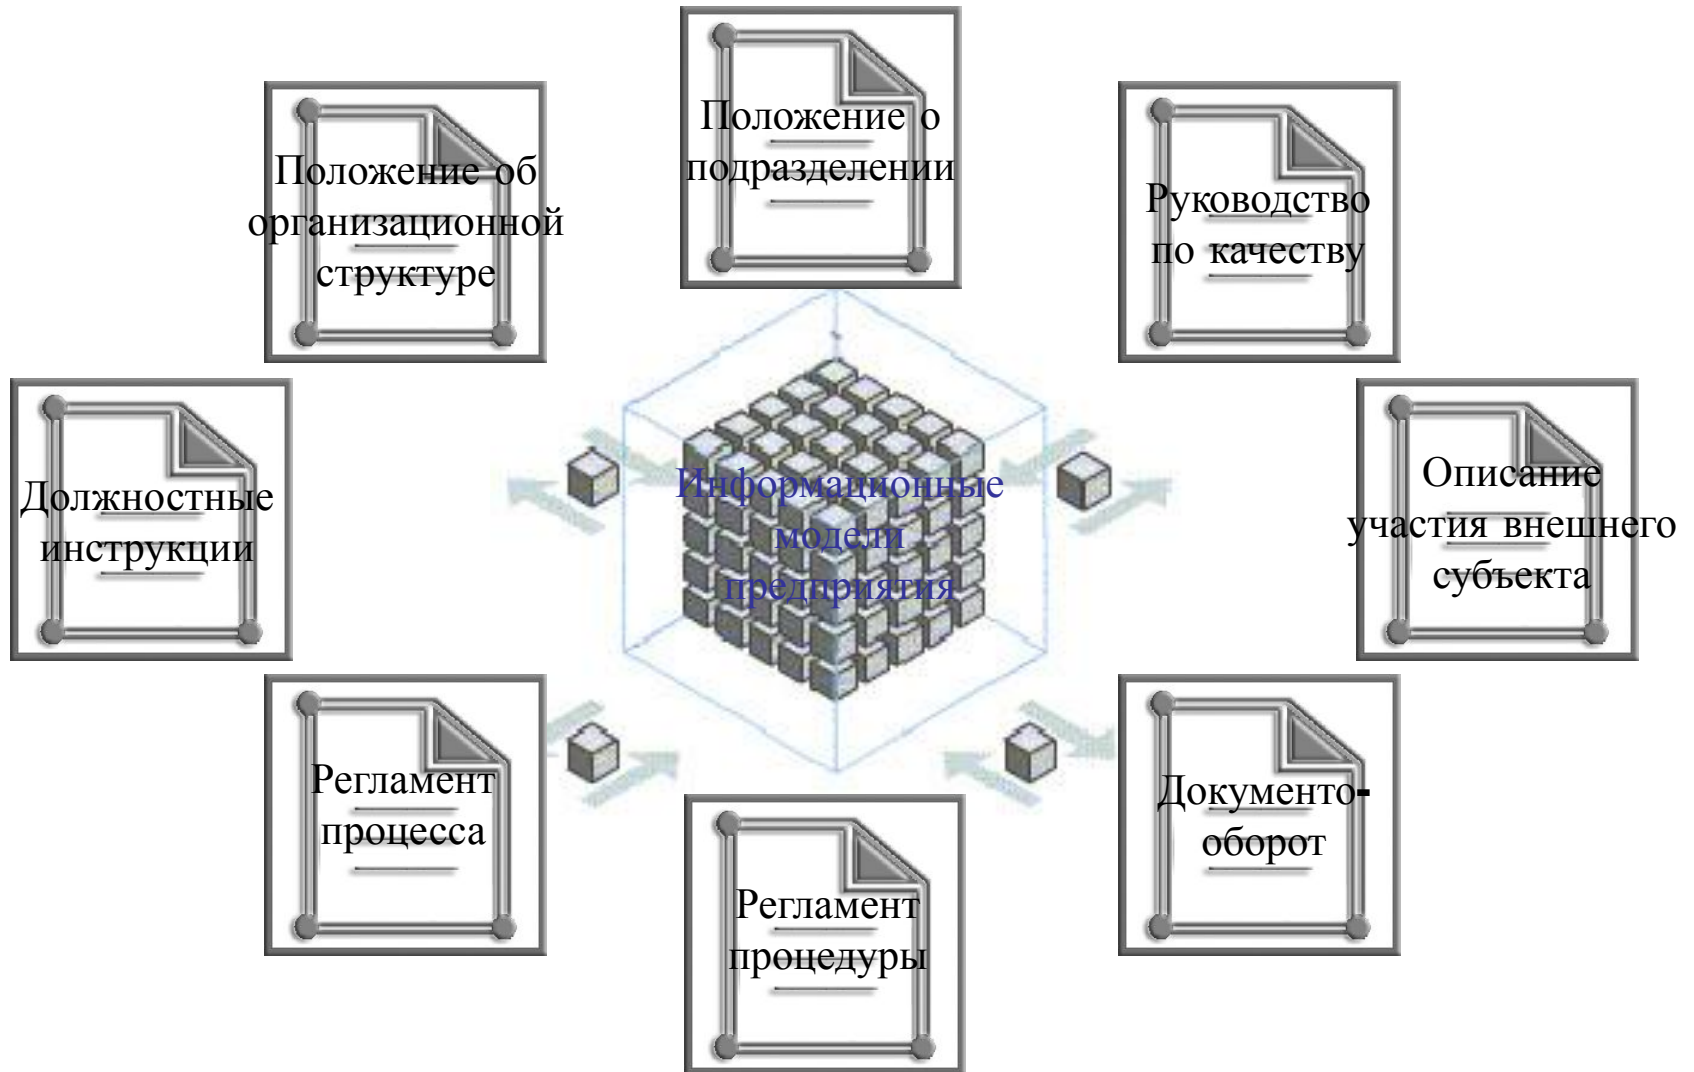 Положение о
подразделении
Положение об
организационной
структуре
Руководство
по качеству
Должностные
инструкции
Информационные
модели
предприятия
Описание
участия внешнего
субъекта
Регламент
процесса
Документо-
оборот
Регламент
процедуры